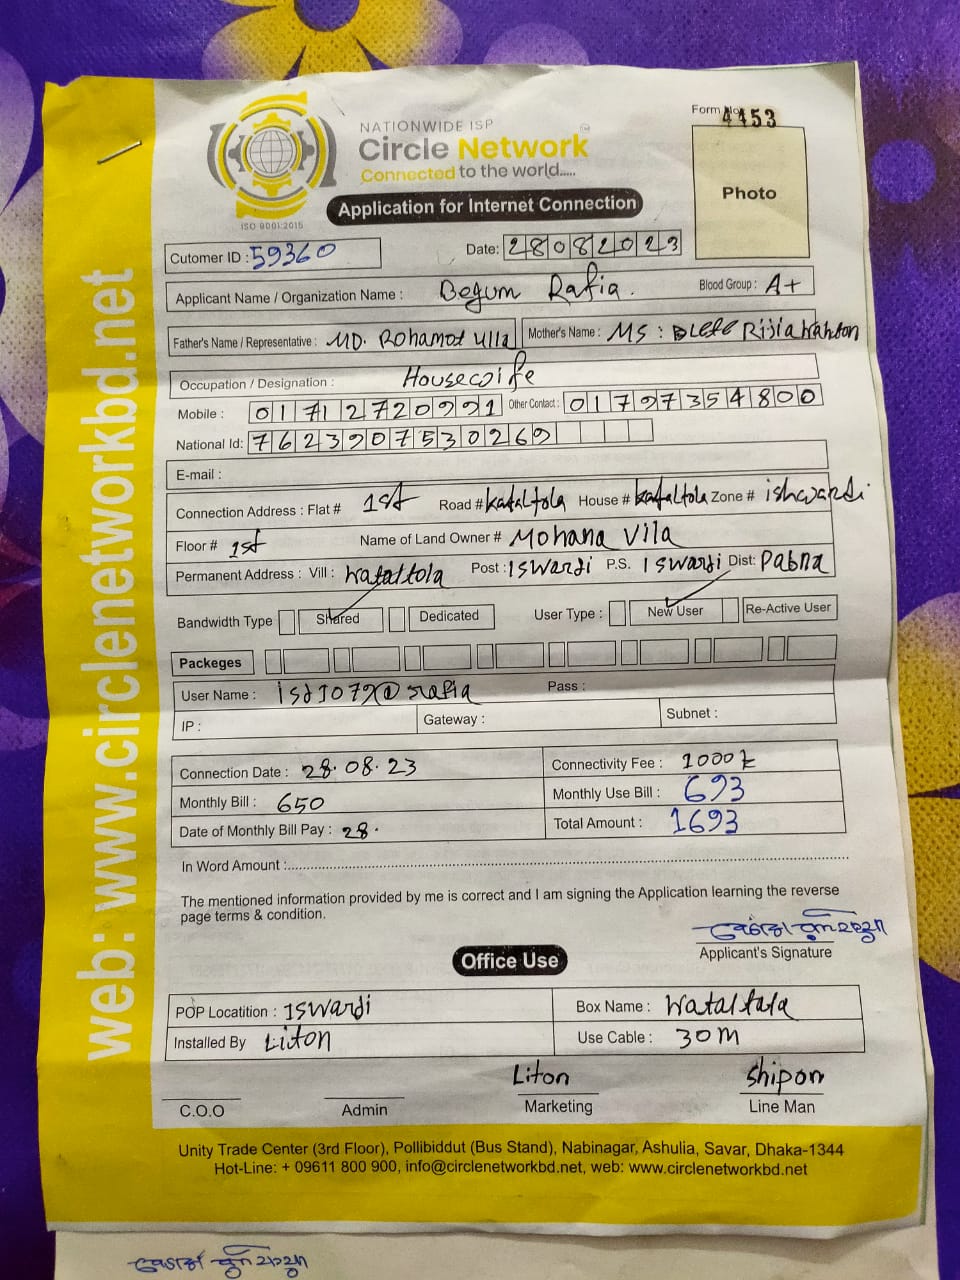 Form No 4453
NATIONWIDE ISP
Circle Network
Connected to the world.....
ISO 9001:2015
Application for Internet Connection
Photo
Cutomer ID : 59360 Date: 28082023
Applicant Name / Organization Name : Begum Rafia. Blood Group : A+
Father's Name / Representative : MD. Rohamot Ulla Mother's Name : MS :
Occupation / Designation : Housewife
Mobile : 01712720991 Other Contact : 01797354800
National Id: 7623907530269
E-mail :
Connection Address : Flat # 1st Road # Kataltola House # Kataltola Zone # ishwardi
Floor # 1st Name of Land Owner # Mohana Vila
Permanent Address : Vill : Kataltola Post : Iswardi P.S. Iswardi Dist: Pabna
Bandwidth Type Shared Dedicated User Type : New User Re-Active User
Packeges
User Name : Pass :
IP : Gateway : Subnet :
Connection Date : 28.08.23 Connectivity Fee : 1000
Monthly Bill : 650 Monthly Use Bill : 693
Date of Monthly Bill Pay : 28. Total Amount : 1693
In Word Amount :
The mentioned information provided by me is correct and I am signing the Application learning the reverse
page terms & condition.
Applicant's Signature
Office Use
POP Locatition : Iswardi Box Name : Kataltala
Installed By Liton Use Cable : 30M
Liton Shipon
C.O.O Admin Marketing Line Man
Unity Trade Center (3rd Floor), Pollibiddut (Bus Stand), Nabinagar, Ashulia, Savar, Dhaka-1344
Hot-Line: + 09611 800 900, info@circlenetworkbd.net, web: www.circlenetworkbd.net
web: www.circlenetworkbd.net